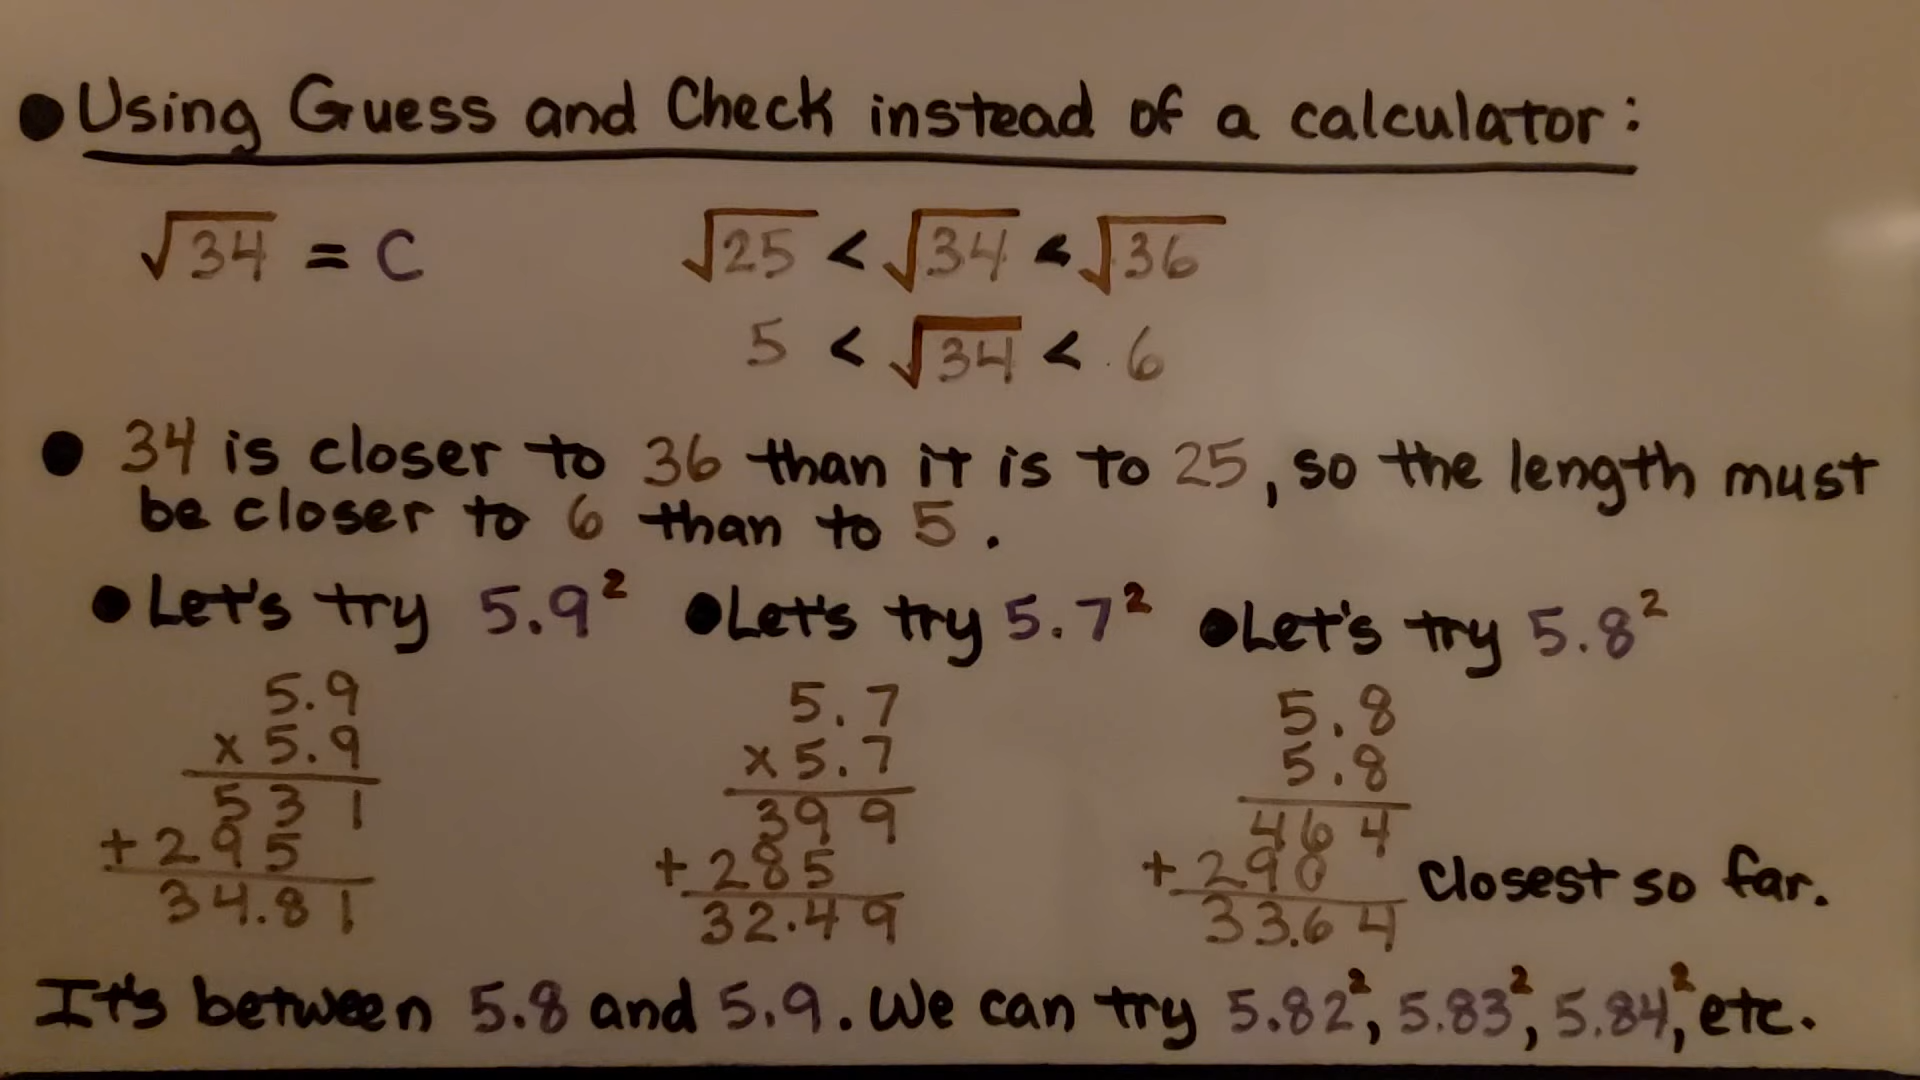 ● Using Guess and Check instead of a calculator:
√34 = C
√25 < √34 < √36
5 < √34 < 6
● 34 is closer to 36 than it is to 25, so the length must
be closer to 6 than to 5.
● Let's try 5.9²
5.9
x 5.9
531
+295
34.81
● Let's try 5.7²
5.7
x 5.7
399
+285
32.49
● Let's try 5.8²
5.8
5.8
464
+290
33.64
Closest so far.
It's between 5.8 and 5.9. We can try 5.82², 5.83², 5.84², etc.